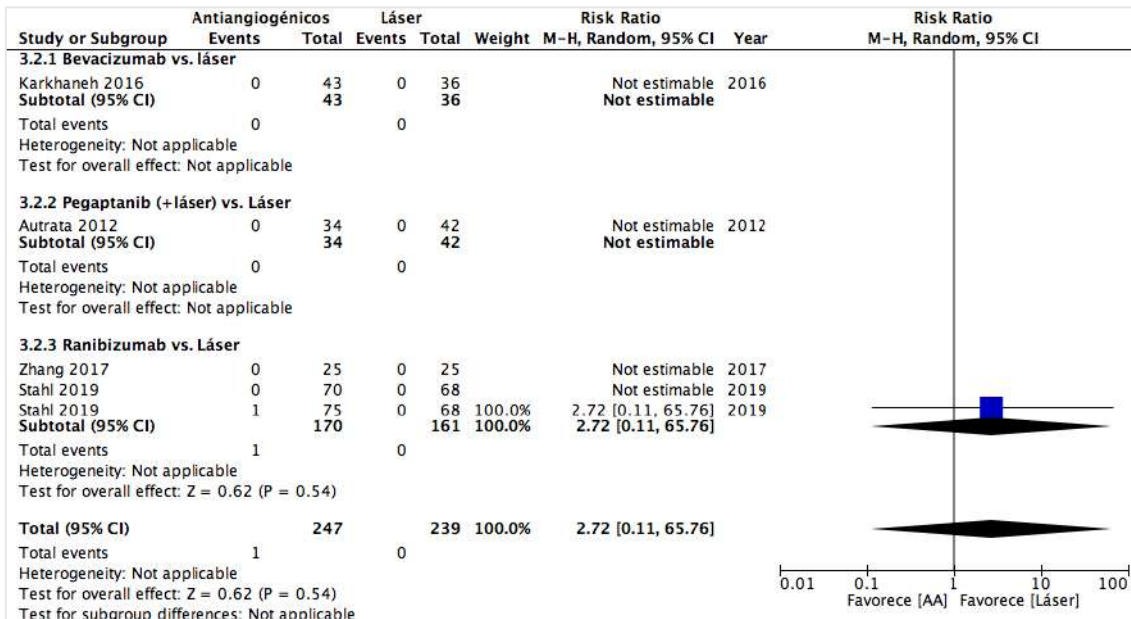 Antiangiogénicos Láser Risk Ratio Risk Ratio
Study or Subgroup Events Total Events Total Weight M-H, Random, 95% CI Year M-H, Random, 95% CI
3.2.1 Bevacizumab vs. láser
Karkhaneh 2016 0 43 0 36 Not estimable 2016
Subtotal (95% CI) 43 36 Not estimable
Total events 0 0
Heterogeneity: Not applicable
Test for overall effect: Not applicable
3.2.2 Pegaptanib (+láser) vs. Láser
Autrata 2012 0 34 0 42 Not estimable 2012
Subtotal (95% CI) 34 42 Not estimable
Total events 0 0
Heterogeneity: Not applicable
Test for overall effect: Not applicable
3.2.3 Ranibizumab vs. Láser
Zhang 2017 0 25 0 25 Not estimable 2017
Stahl 2019 0 70 0 68 Not estimable 2019
Stahl 2019 1 75 0 68 100.0% 2.72 [0.11, 65.76] 2019
Subtotal (95% CI) 170 161 100.0% 2.72 [0.11, 65.76]
Total events 1 0
Heterogeneity: Not applicable
Test for overall effect: Z = 0.62 (P = 0.54)
Total (95% CI) 247 239 100.0% 2.72 [0.11, 65.76]
Total events 1 0
Heterogeneity: Not applicable
Test for overall effect: Z = 0.62 (P = 0.54)
Test for subgroup differences: Not applicable
0.01 0.1 1 10 100
Favorece [AA] Favorece [Láser]